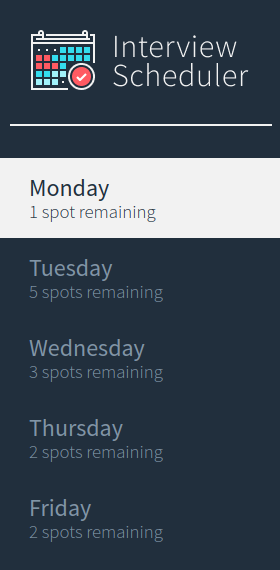 Interview
Scheduler
Monday
1 spot remaining
Tuesday
5 spots remaining
Wednesday
3 spots remaining
Thursday
2 spots remaining
Friday
2 spots remaining